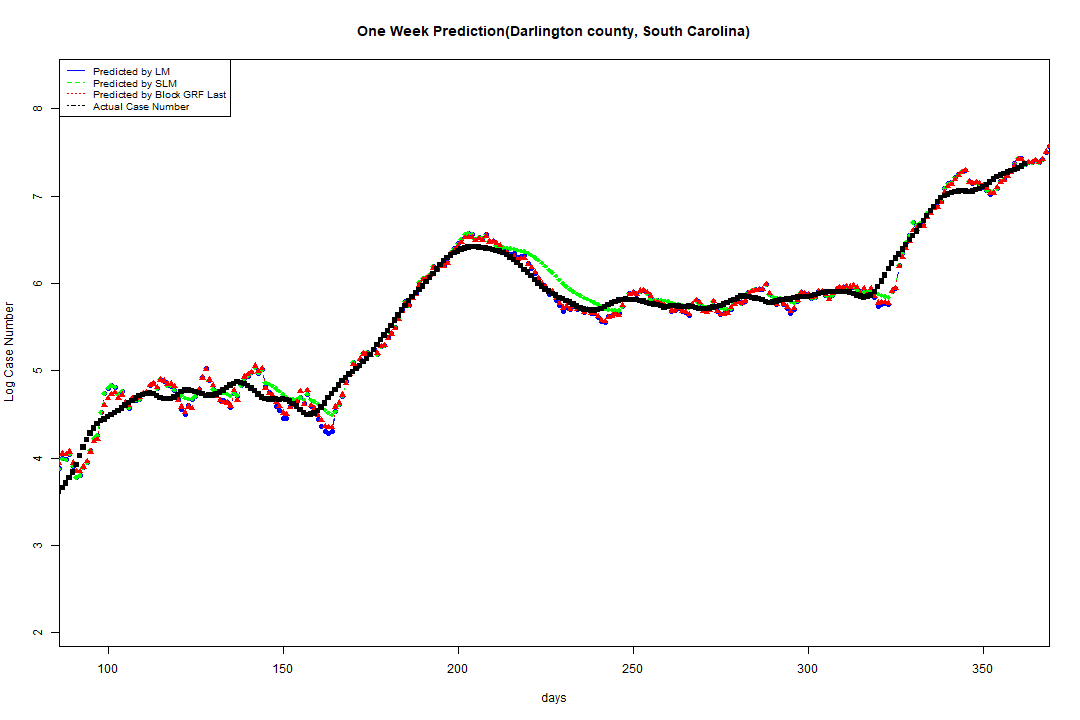 One Week Prediction(Darlington county, South Carolina)
Predicted by LM
Predicted by SLM
Predicted by Block GRF Last
Actual Case Number
8
7
6
5
4
3
2
Log Case Number
100 150 200 250 300 350
days